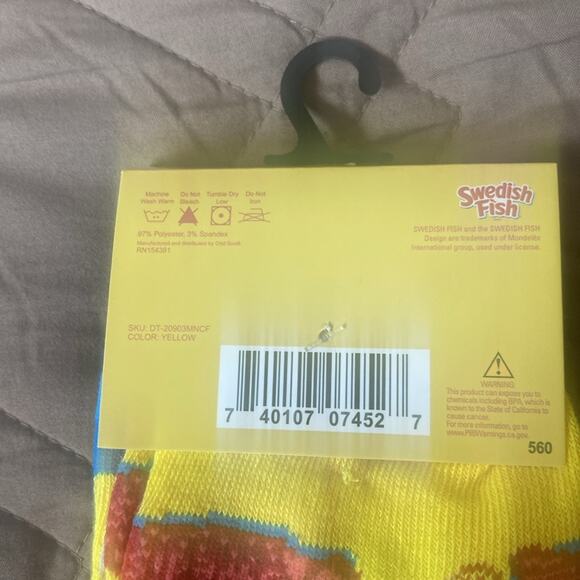 Machine Wash Warm
Do Not Bleach
Tumble Dry Low
Do Not Iron
97% Polyester, 3% Spandex
Manufactured and distributed by Odd Sox®.
RN154391
SKU: DT-20903MNCF
COLOR: YELLOW
Swedish
Fish
SWEDISH FISH and the SWEDISH FISH
Design are trademarks of Mondelēz
International group, used under license.
7 40107 07452 7
WARNING
This product can expose you to
chemicals including BPA, which is
known to the State of California to
cause cancer.
For more information, go to
www.P65Warnings.ca.gov.
560